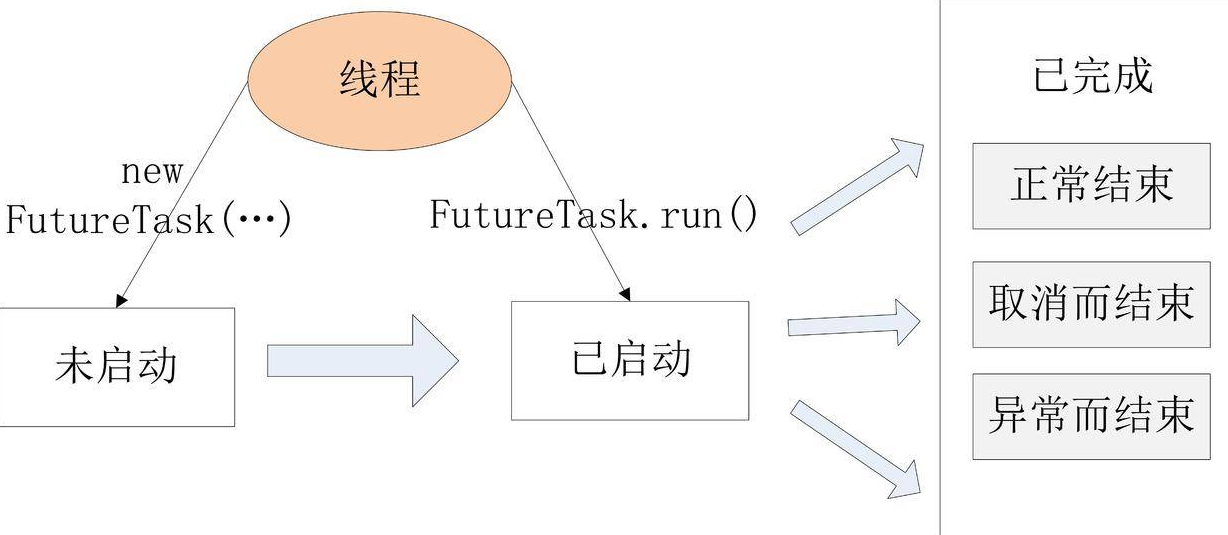 线程
new
FutureTask(…)
FutureTask.run()
未启动
已启动
已完成
正常结束
取消而结束
异常而结束